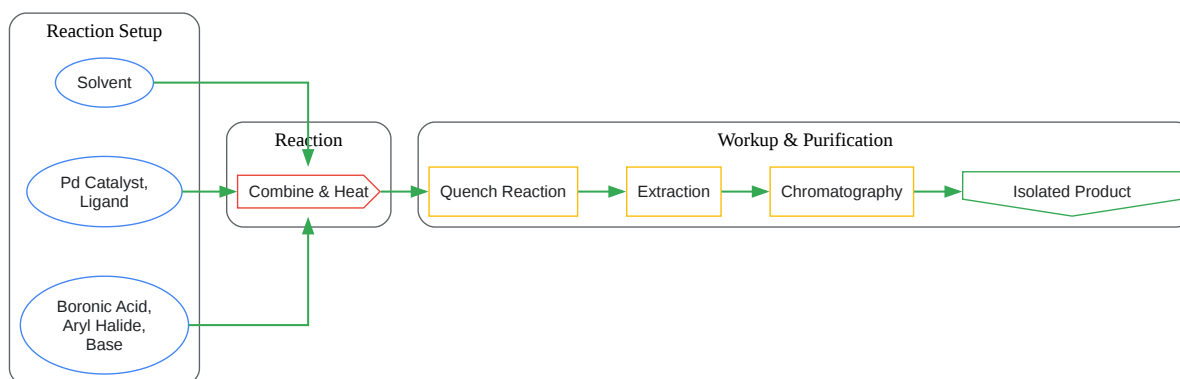 Reaction Setup
Solvent
Pd Catalyst,
Ligand
Boronic Acid,
Aryl Halide,
Base
Reaction
Combine & Heat
Workup & Purification
Quench Reaction
Extraction
Chromatography
Isolated Product